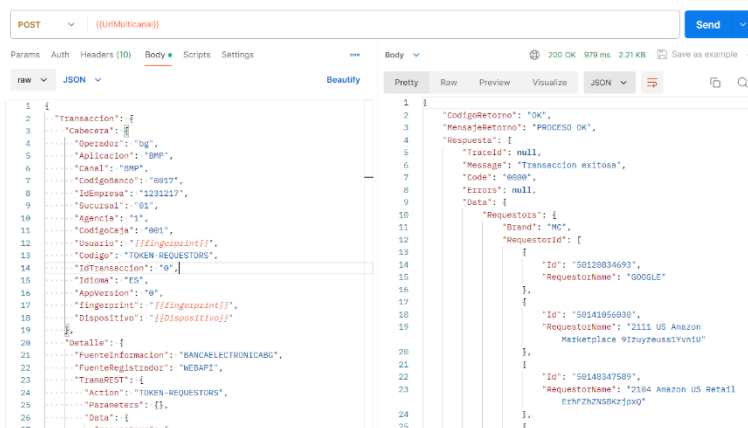 POST {{UrlMulticanal}} Send
Params Auth Headers (10) Body Scripts Settings
raw JSON Beautify
1 {
2 "Transaccion": {
3 "Cabecera": {
4 "Operador": "bg",
5 "Aplicacion": "BMP",
6 "Canal": "BMP",
7 "CodigoBanco": "0017",
8 "IdEmpresa": "1231217",
9 "Sucursal": "01",
10 "Agencia": "1",
11 "CodigoCaja": "001",
12 "Usuario": "[[fingerprint]]",
13 "Codigo": "TOKEN-REQUESTORS",
14 "IdTransaccion": "0",
15 "Idioma": "ES",
16 "AppVersion": "0",
17 "fingerprint": "[[fingerprint]]",
18 "Dispositivo": "[[Dispositivo]]"
19 },
20 "Detalle": {
21 "FuenteInformacion": "BANCAELECTRONICABG",
22 "FuenteRegistrador": "WEBAPI",
23 "TramaREST": {
24 "Action": "TOKEN-REQUESTORS",
25 "Parameters": {},
26 "Data": {
Body 200 OK 979 ms 2.21 KB Save as example
Pretty Raw Preview Visualize JSON
1 {
2 "CodigoRetorno": "OK",
3 "MensajeRetorno": "PROCESO OK",
4 "Respuesta": {
5 "TraceId": null,
6 "Message": "Transaccion exitosa",
7 "Code": "0000",
8 "Errors": null,
9 "Data": {
10 "Requestors": {
11 "Brand": "MC",
12 "RequestorId": [
13 {
14 "Id": "50120834693",
15 "RequestorName": "GOOGLE"
16 },
17 {
18 "Id": "50141056038",
19 "RequestorName": "2111 US Amazon
Marketplace 9Izuyzeuss1YvniU"
20 },
21 {
22 "Id": "50148347589",
23 "RequestorName": "2104 Amazon US Retail
ErhFZhZNSBKzjpxQ"
24 },
25 {